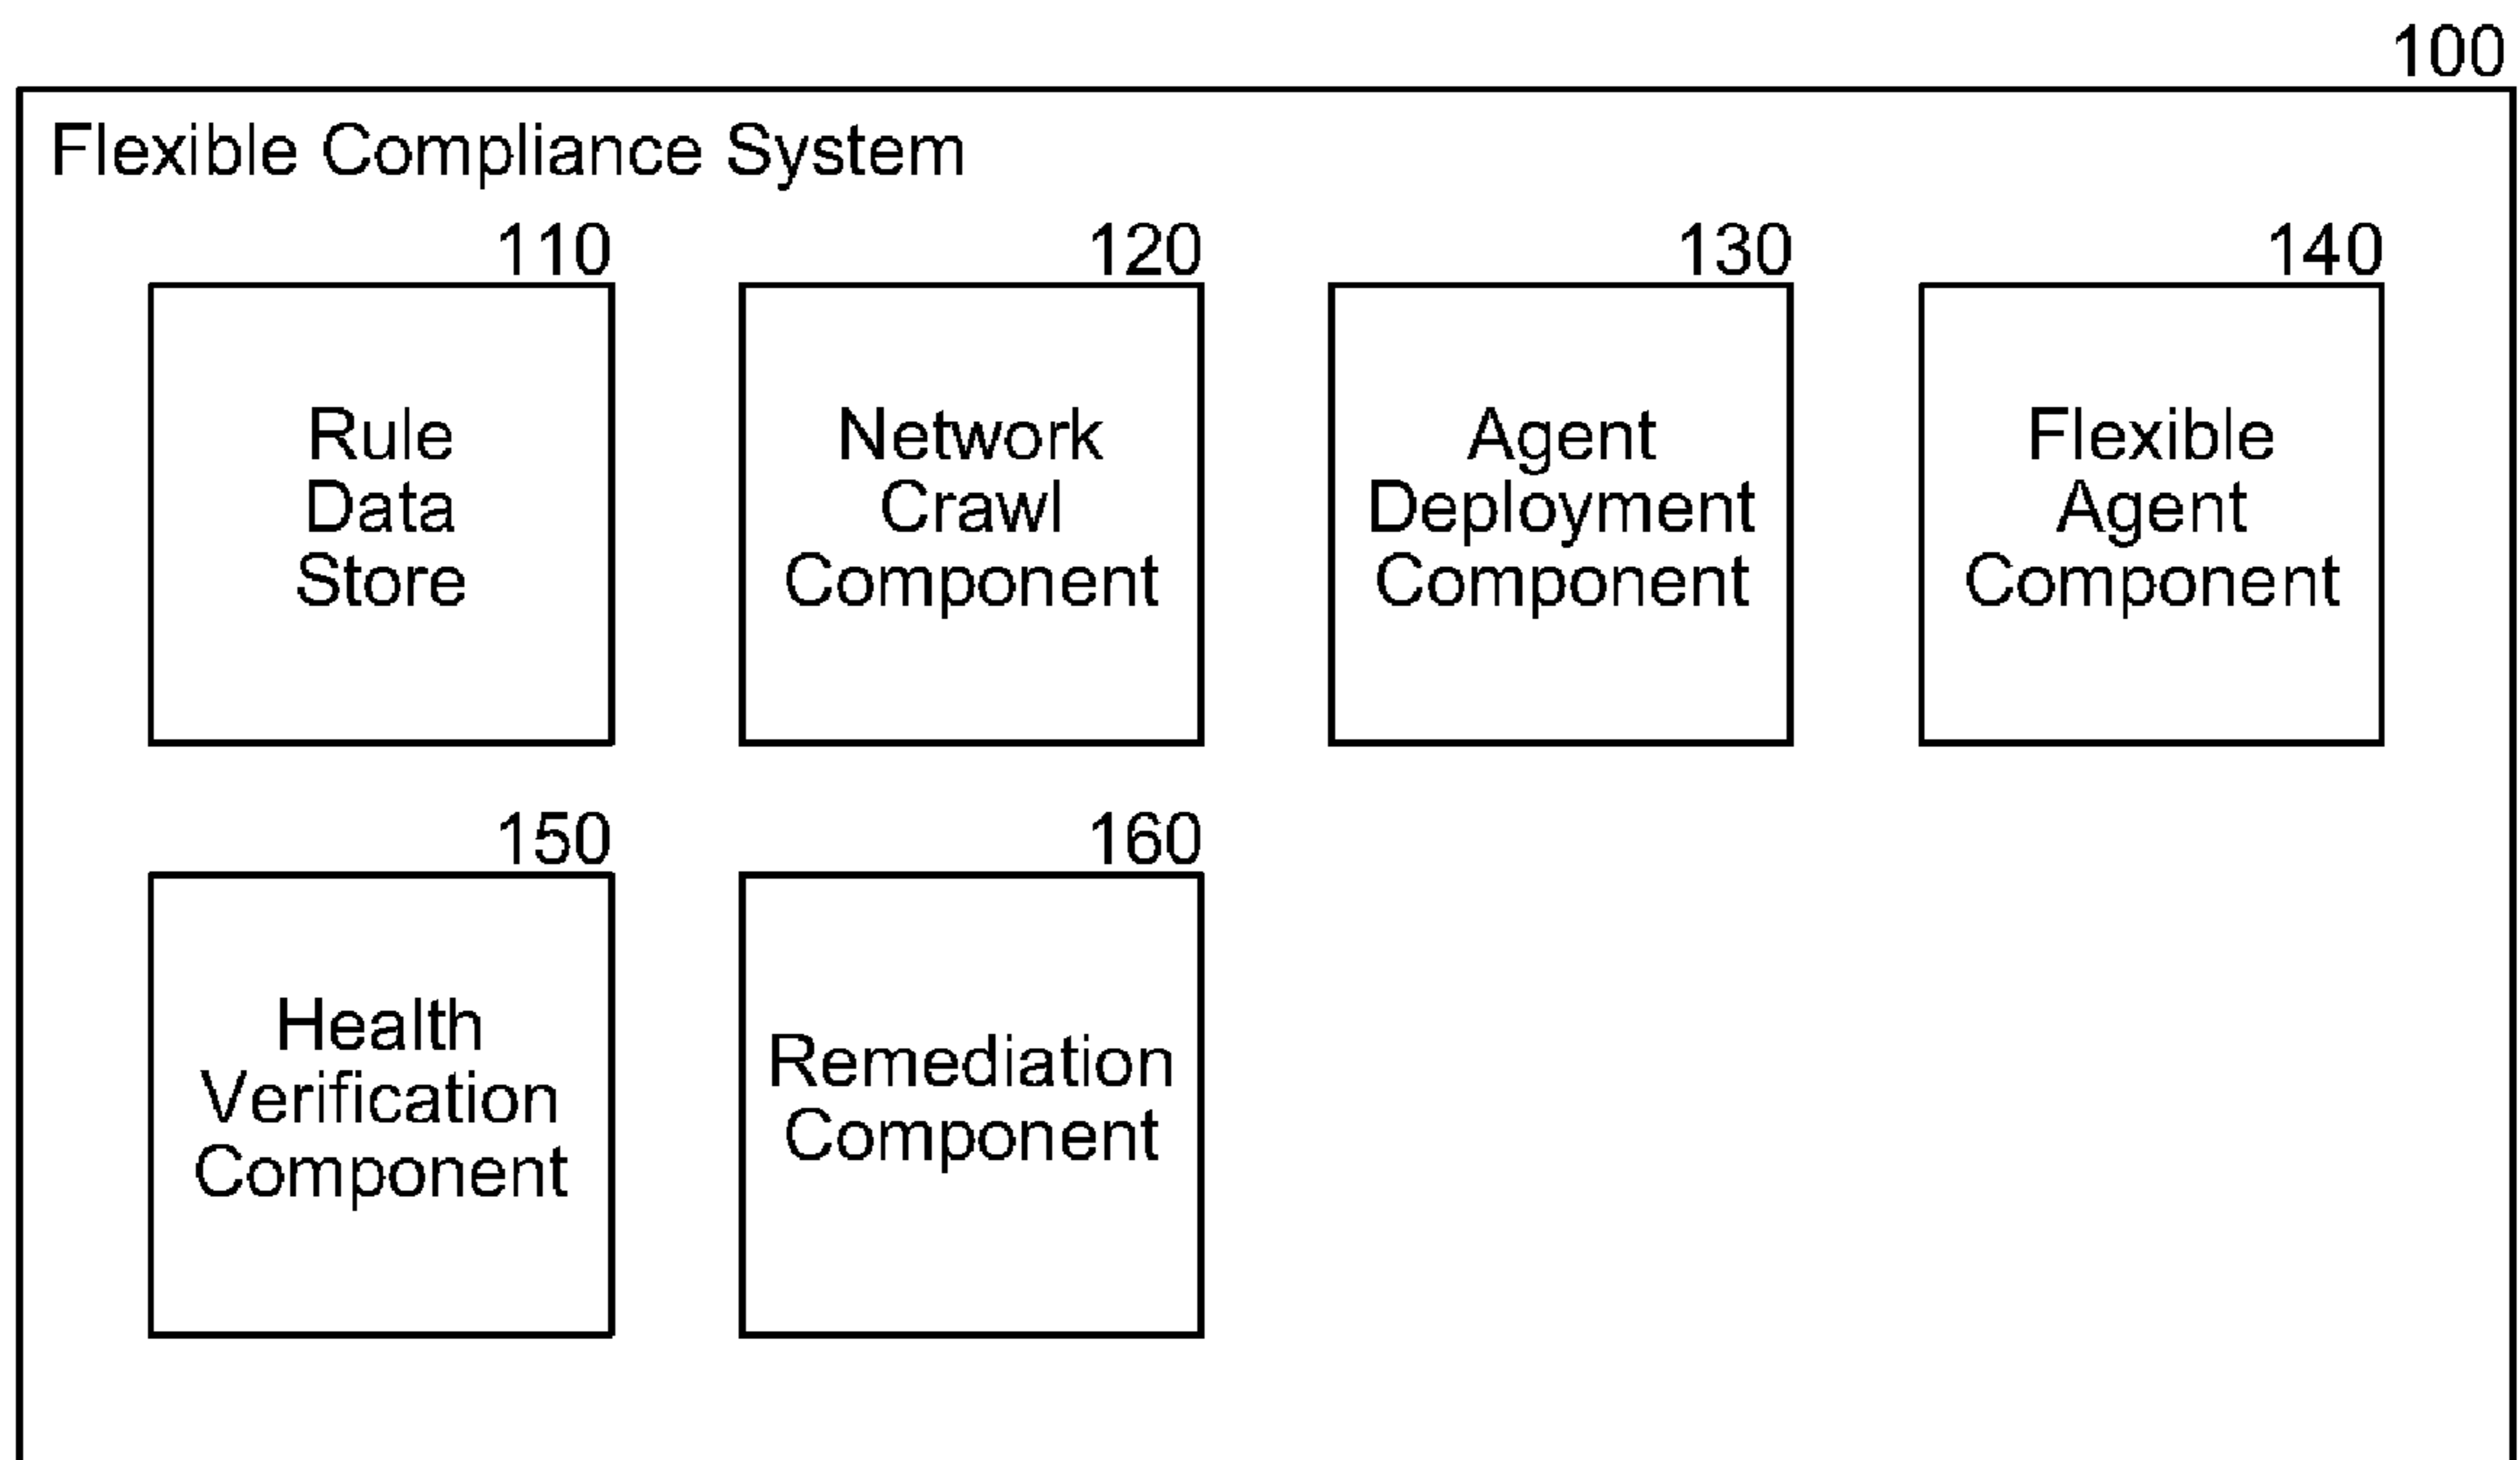 100
Flexible Compliance System
110
120
130
140
Rule
Data
Store
Network
Crawl
Component
Agent
Deployment
Component
Flexible
Agent
Component
150
160
Health
Verification
Component
Remediation
Component